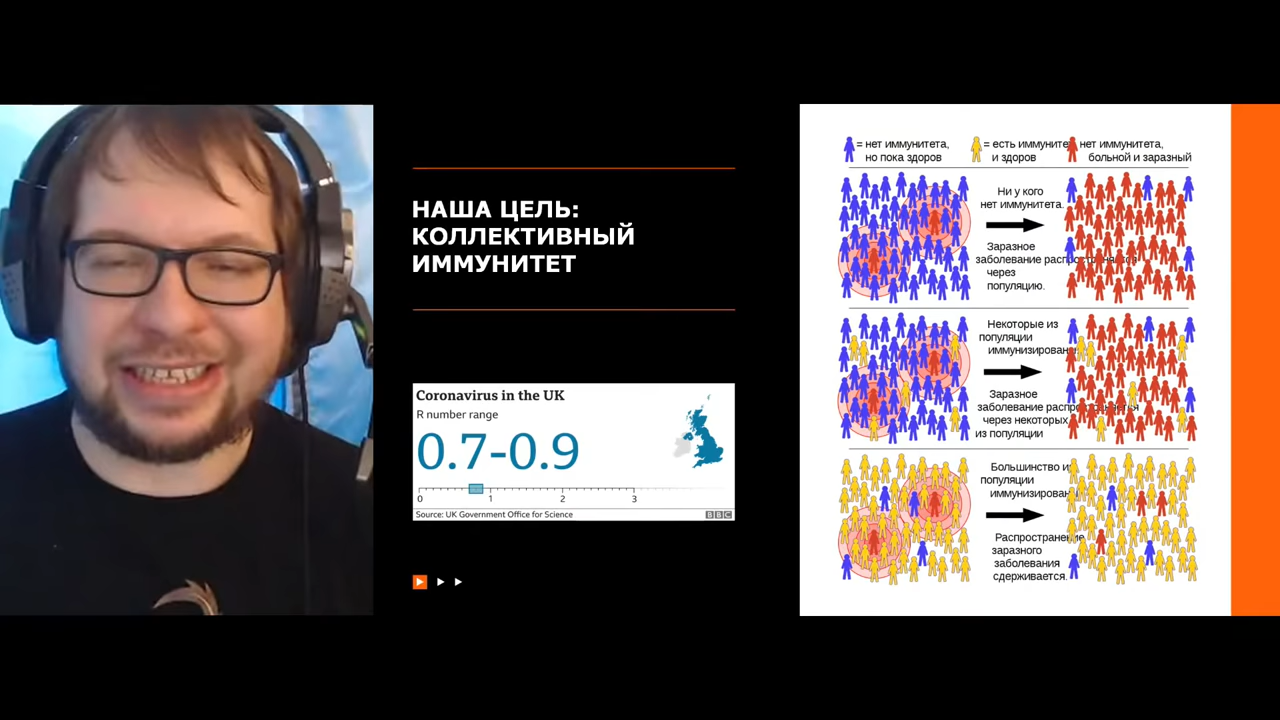 НАША ЦЕЛЬ:
КОЛЛЕКТИВНЫЙ
ИММУНИТЕТ
Coronavirus in the UK
R number range
0.7-0.9
0 1 2 3
Source: UK Government Office for Science
BBC
= нет иммунитета,
но пока здоров
= есть
и здоров
нет иммунитета,
больной и заразный
Ни у кого
нет иммунитета.
Заразное
заболевание распространяется
через
популяцию.
Некоторые из
популяции
Заразное
заболевание распространяется
через некоторых
из популяции
Большинство из
популяции
Распространение
заразного
заболевания
сдерживается.